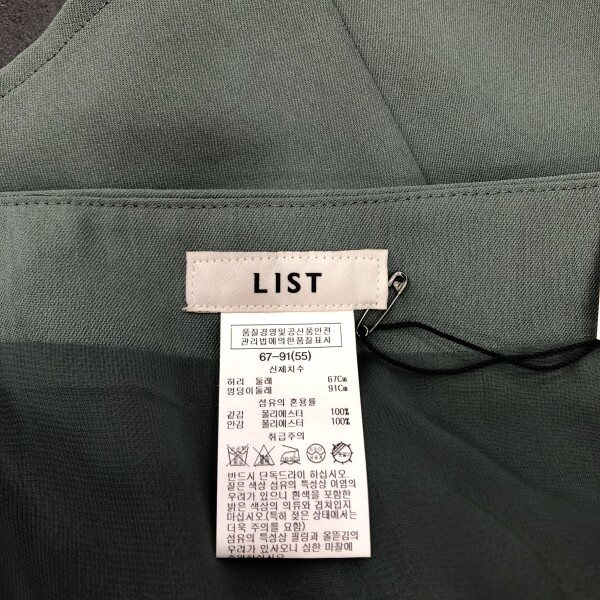 LIST
품질경영및공산품안전
관리법에의한품질표시
67-91(55)
신체치수
허리 둘레 67Cm
엉덩이둘레 91Cm
섬유의 혼용률
겉감 폴리에스터 100%
안감 폴리에스터 100%
취급주의
반드시 단독드라이 하십시오.
짙은 색상 섬유의 특성상 이염의
우려가 있으니 흰색을 포함한
밝은 색상의 의류와 겹쳐입지
마십시오.(특히 젖은 상태에서는
더욱 주의를 요함)
섬유의 특성상 필링과 올뜯김의
우려가 있사오니 심한 마찰에